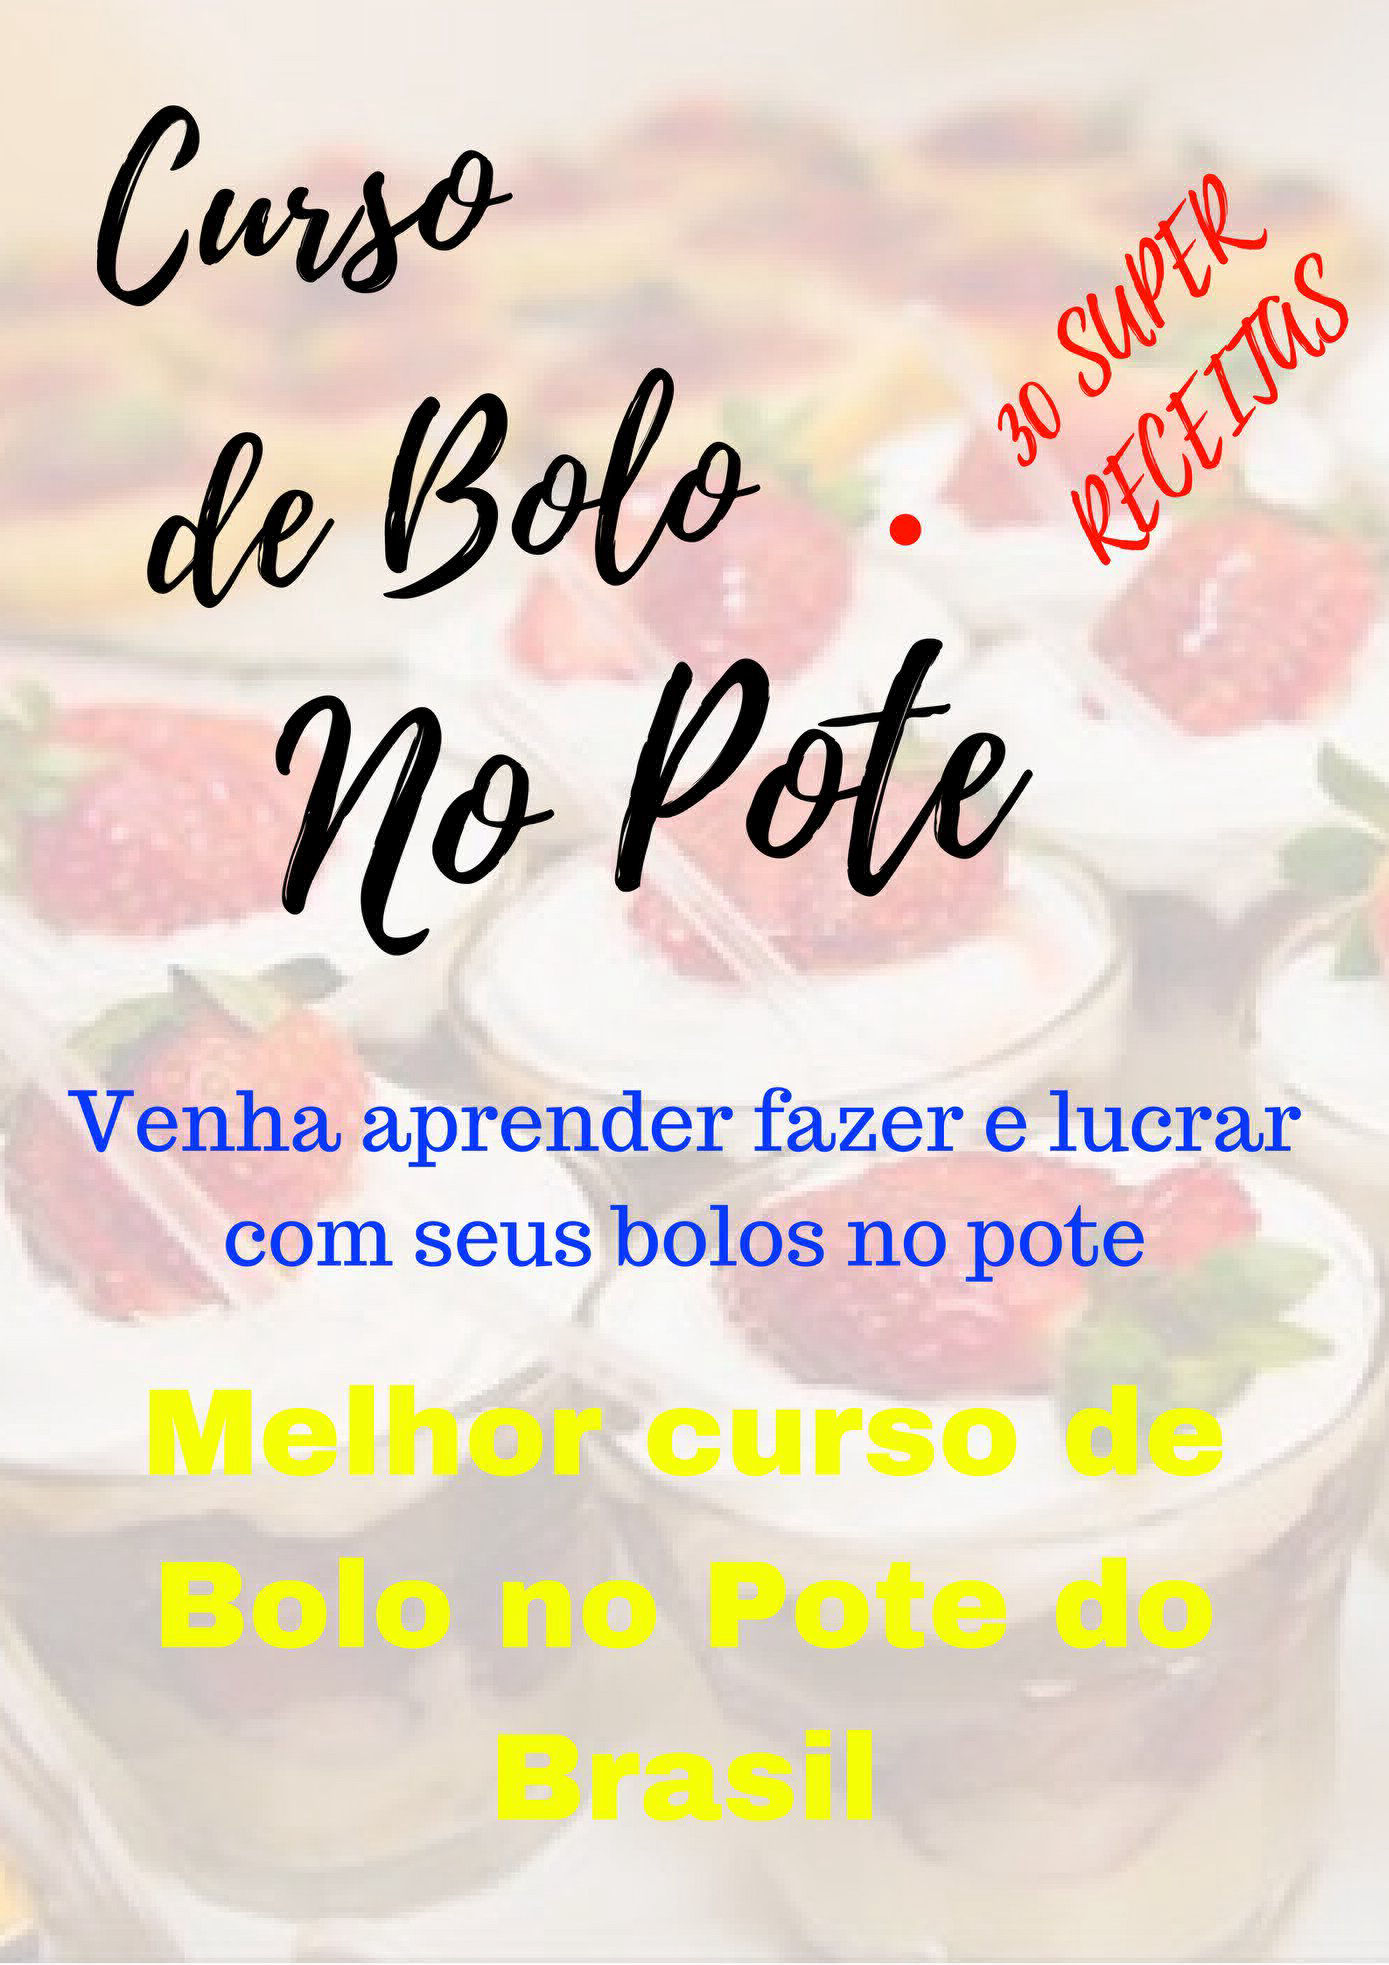 Curso
de Bolo
No Pote
30 SUPER
RECEITAS
Venha aprender fazer e lucrar
com seus bolos no pote
Melhor curso de
Bolo no Pote do
Brasil